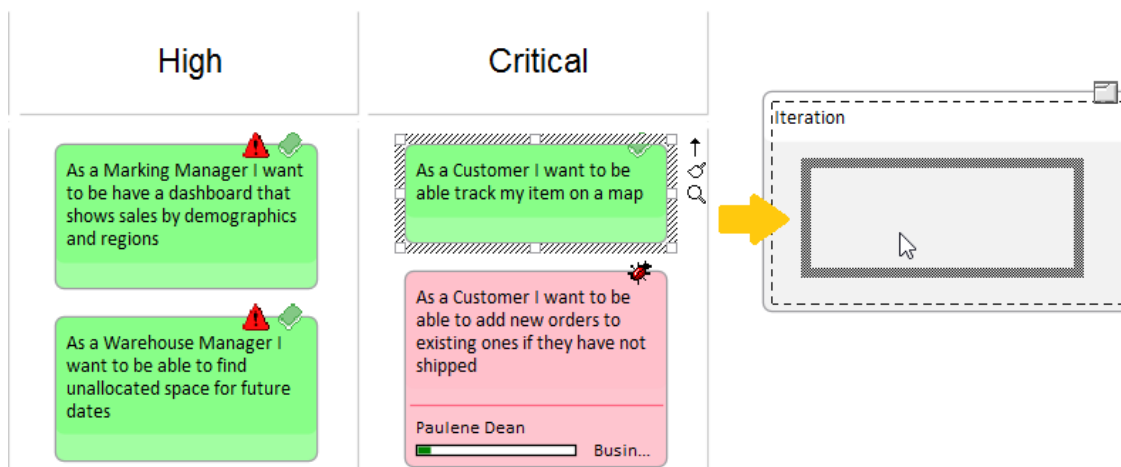 High
Critical
Iteration
As a Marking Manager I want
to be have a dashboard that
shows sales by demographics
and regions
As a Customer I want to be
able track my item on a map
As a Warehouse Manager I
want to be able to find
unallocated space for future
dates
As a Customer I want to be
able to add new orders to
existing ones if they have not
shipped
Paulene Dean
Busin...